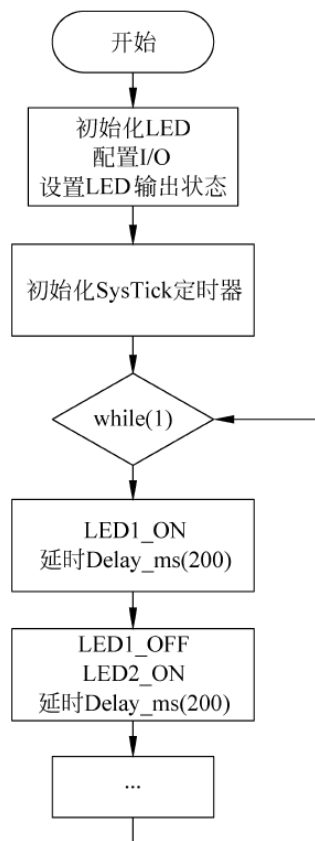 开始
初始化LED
配置I/O
设置LED输出状态
初始化SysTick定时器
while(1)
LED1_ON
延时Delay_ms(200)
LED1_OFF
LED2_ON
延时Delay_ms(200)
...